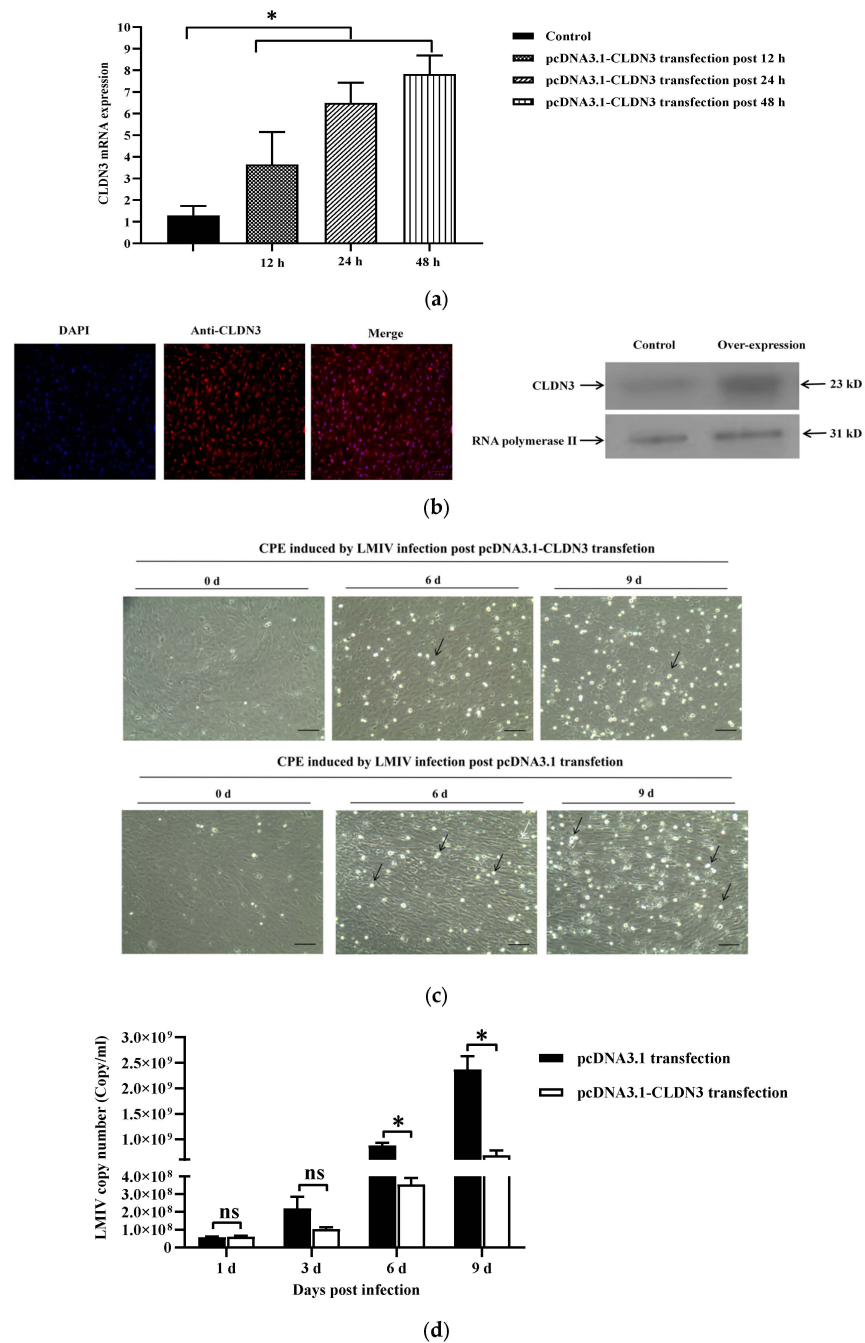 *
10
9
8
7
6
5
4
3
2
1
0
CLDN3 mRNA expression
12 h 24 h 48 h
Control
pcDNA3.1-CLDN3 transfection post 12 h
pcDNA3.1-CLDN3 transfection post 24 h
pcDNA3.1-CLDN3 transfection post 48 h
(a)
DAPI Anti-CLDN3 Merge
Control Over-expression
CLDN3 23 kD
RNA polymerase II 31 kD
(b)
CPE induced by LMIV infection post pcDNA3.1-CLDN3 transfetion
0 d 6 d 9 d
CPE induced by LMIV infection post pcDNA3.1 transfetion
0 d 6 d 9 d
(c)
LMIV copy number (Copy/ml)
3.0×10⁹
2.5×10⁹
2.0×10⁹
1.5×10⁹
1.0×10⁹
4.0×10⁸
3.0×10⁸
2.0×10⁸
1.0×10⁸
0
ns ns * *
1 d 3 d 6 d 9 d
Days post infection
pcDNA3.1 transfection
pcDNA3.1-CLDN3 transfection
(d)